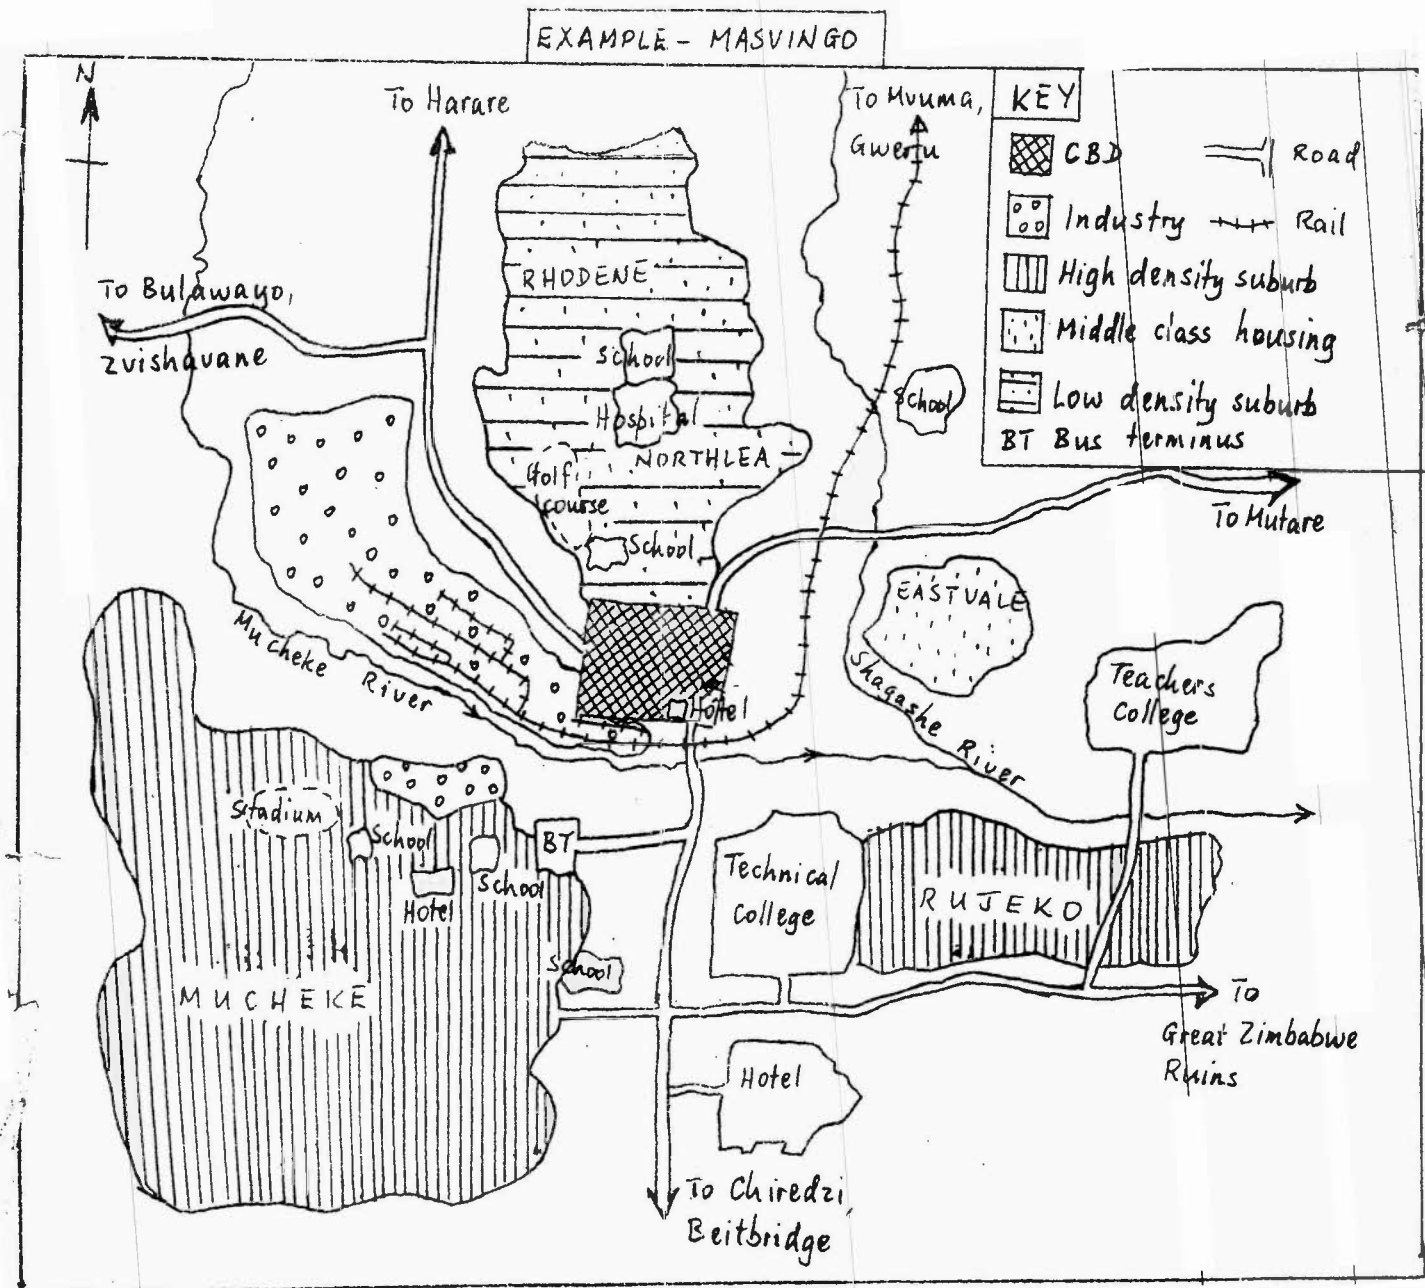 EXAMPLE - MASVINGO
N
To Harare
To Mvuma,
Gweru
KEY
CBD
Road
Industry
Rail
High density suburb
Middle class housing
Low density suburb
BT Bus terminus
To Bulawayo,
Zvishavane
RHODENE
School
Hospital
NORTHLEA
Golf
course
School
School
To Mutare
EASTVALE
Mucheke River
Shagashe River
Hotel
Teachers
College
Stadium
School
School
Hotel
BT
School
MUCHEKE
Technical
College
RUJEKO
To
Great Zimbabwe
Ruins
Hotel
To Chiredzi,
Beitbridge